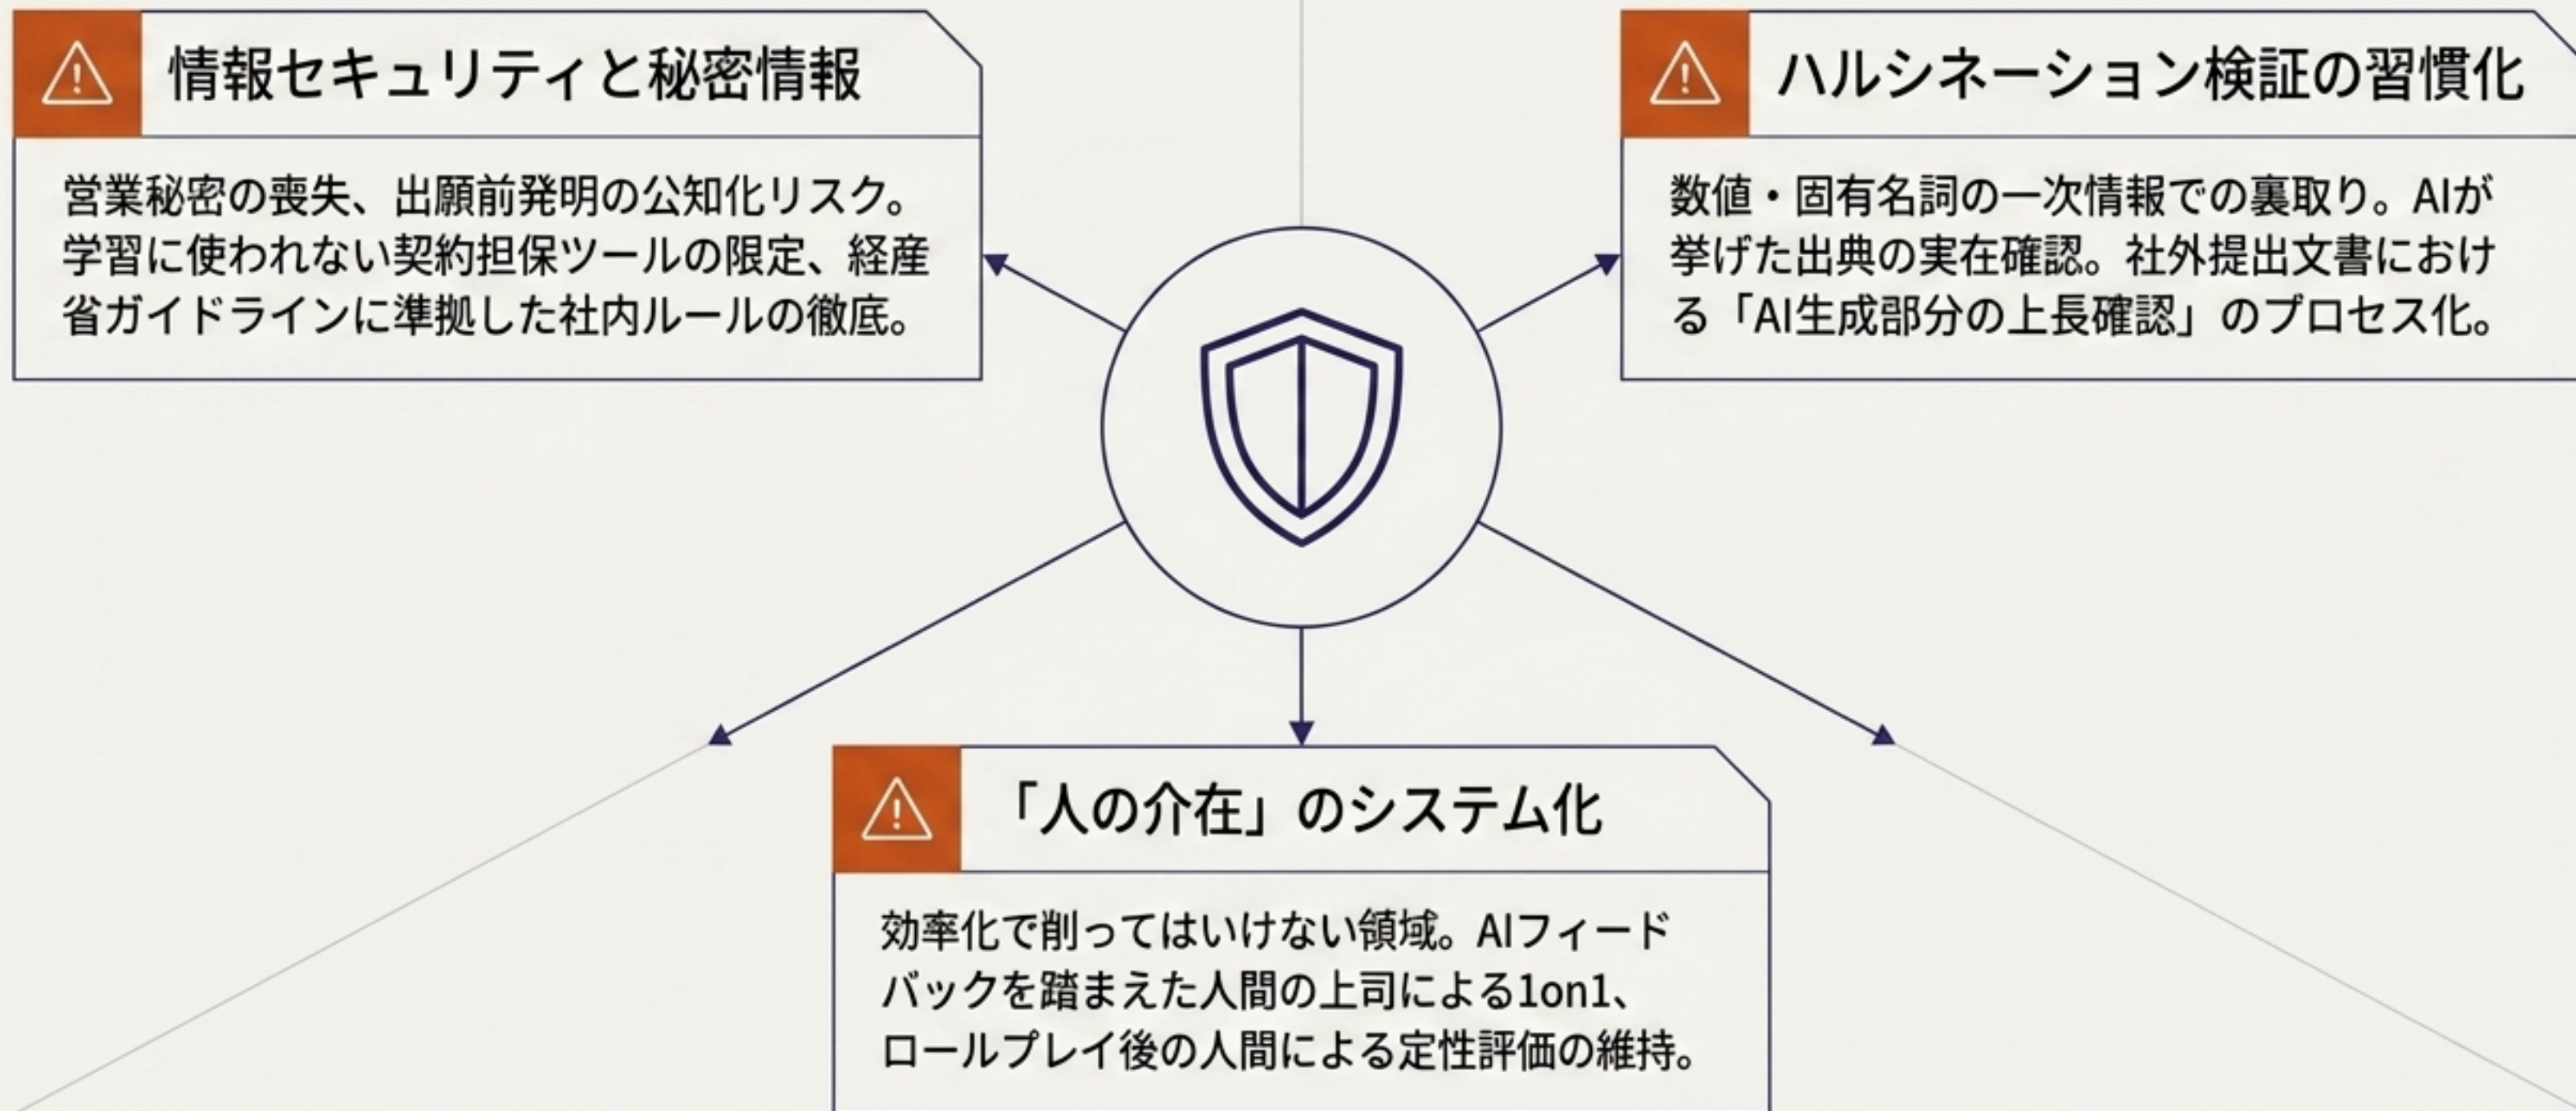 情報セキュリティと秘密情報
営業秘密の喪失、出願前発明の公知化リスク。
学習に使われない契約担保ツールの限定、経産
省ガイドラインに準拠した社内ルールの徹底。
ハルシネーション検証の習慣化
数値・固有名詞の一次情報での裏取り。AIが
挙げた出典の実在確認。社外提出文書におけ
る「AI生成部分の上長確認」のプロセス化。
「人の介在」のシステム化
効率化で削ってはいけない領域。AIフィード
バックを踏まえた人間の上司による1on1、
ロールプレイ後の人間による定性評価の維持。